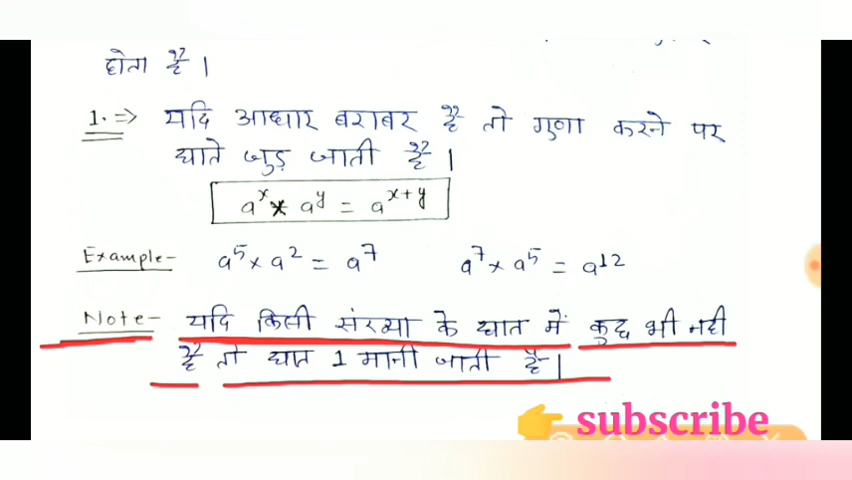 होता है।
1. ⇒ यदि आधार बराबर है तो गुणा करने पर
घाते जुड़ जाती है।
a^x × a^y = a^{x+y}
Example- a^5 × a^2 = a^7 a^7 × a^5 = a^12
Note- यदि किसी संख्या के घात में कुछ भी नही
है तो घात 1 मानी जाती है।
👉 subscribe